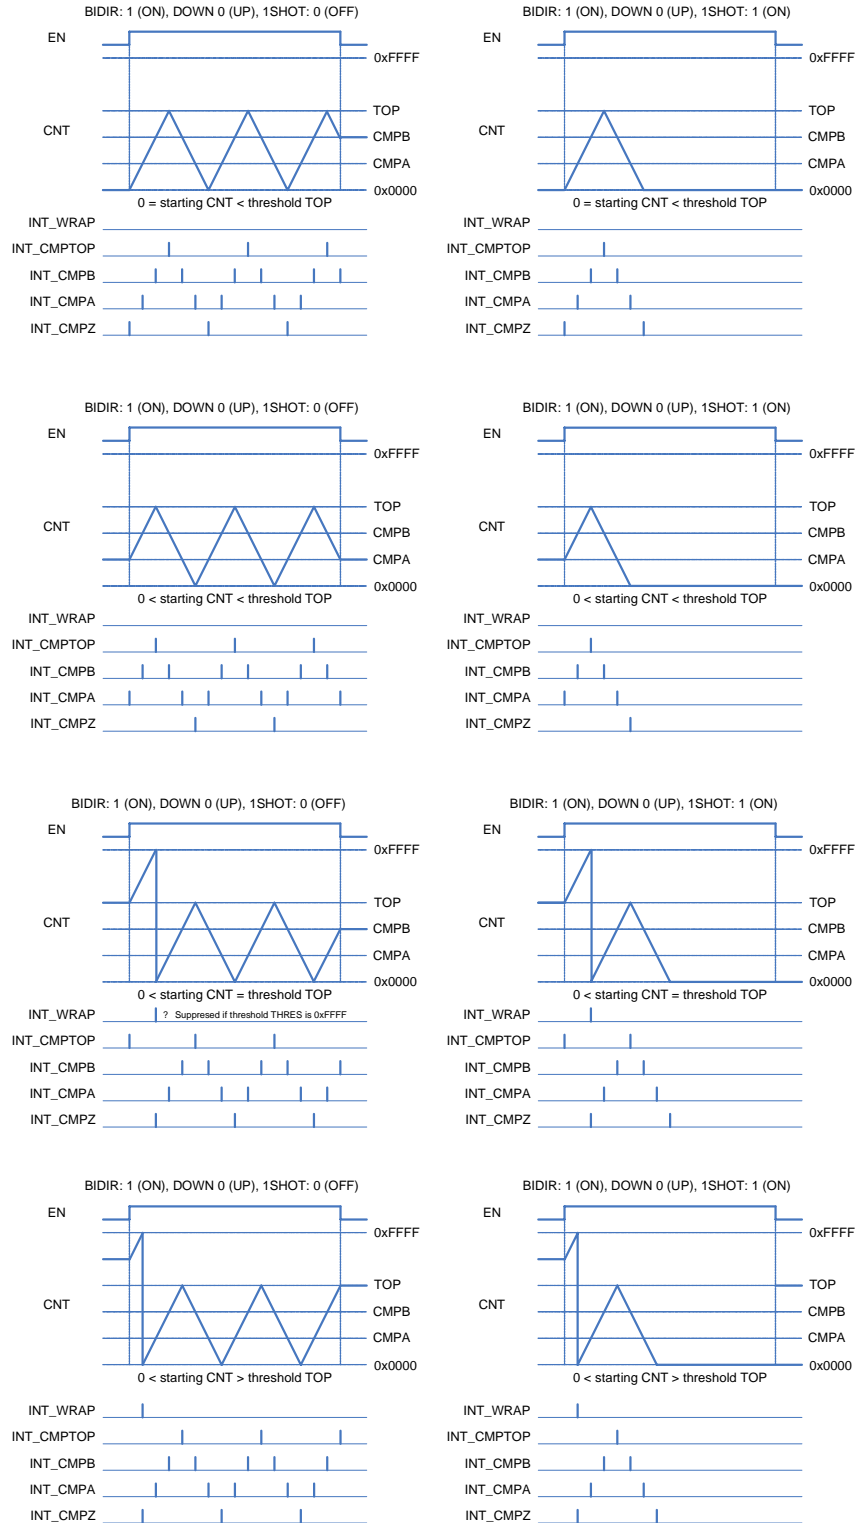 BIDIR: 1 (ON), DOWN 0 (UP), 1SHOT: 0 (OFF)
EN
0xFFFF
TOP
CNT
CMPB
CMPA
0x0000
0 = starting CNT < threshold TOP
INT_WRAP
INT_CMPTOP
INT_CMPB
INT_CMPA
INT_CMPZ
BIDIR: 1 (ON), DOWN 0 (UP), 1SHOT: 1 (ON)
EN
0xFFFF
TOP
CNT
CMPB
CMPA
0x0000
0 = starting CNT < threshold TOP
INT_WRAP
INT_CMPTOP
INT_CMPB
INT_CMPA
INT_CMPZ
BIDIR: 1 (ON), DOWN 0 (UP), 1SHOT: 0 (OFF)
EN
0xFFFF
TOP
CNT
CMPB
CMPA
0x0000
0 < starting CNT < threshold TOP
INT_WRAP
INT_CMPTOP
INT_CMPB
INT_CMPA
INT_CMPZ
BIDIR: 1 (ON), DOWN 0 (UP), 1SHOT: 1 (ON)
EN
0xFFFF
TOP
CNT
CMPB
CMPA
0x0000
0 < starting CNT < threshold TOP
INT_WRAP
INT_CMPTOP
INT_CMPB
INT_CMPA
INT_CMPZ
BIDIR: 1 (ON), DOWN 0 (UP), 1SHOT: 0 (OFF)
EN
0xFFFF
TOP
CNT
CMPB
CMPA
0x0000
0 < starting CNT = threshold TOP
INT_WRAP
? Suppresed if threshold THRES is 0xFFFF
INT_CMPTOP
INT_CMPB
INT_CMPA
INT_CMPZ
BIDIR: 1 (ON), DOWN 0 (UP), 1SHOT: 1 (ON)
EN
0xFFFF
TOP
CNT
CMPB
CMPA
0x0000
0 < starting CNT = threshold TOP
INT_WRAP
INT_CMPTOP
INT_CMPB
INT_CMPA
INT_CMPZ
BIDIR: 1 (ON), DOWN 0 (UP), 1SHOT: 0 (OFF)
EN
0xFFFF
TOP
CNT
CMPB
CMPA
0x0000
0 < starting CNT > threshold TOP
INT_WRAP
INT_CMPTOP
INT_CMPB
INT_CMPA
INT_CMPZ
BIDIR: 1 (ON), DOWN 0 (UP), 1SHOT: 1 (ON)
EN
0xFFFF
TOP
CNT
CMPB
CMPA
0x0000
0 < starting CNT > threshold TOP
INT_WRAP
INT_CMPTOP
INT_CMPB
INT_CMPA
INT_CMPZ